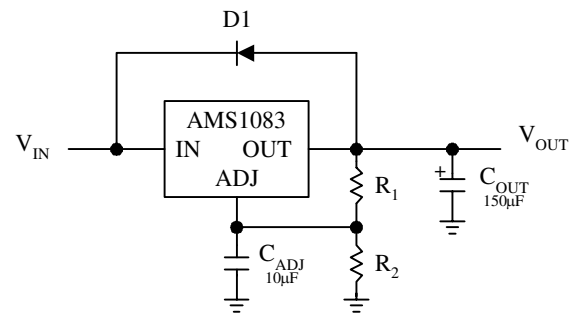 D1
AMS1083
V_IN
IN OUT
V_OUT
ADJ
+
R_1
C_OUT
150µF
C_ADJ
10µF
R_2